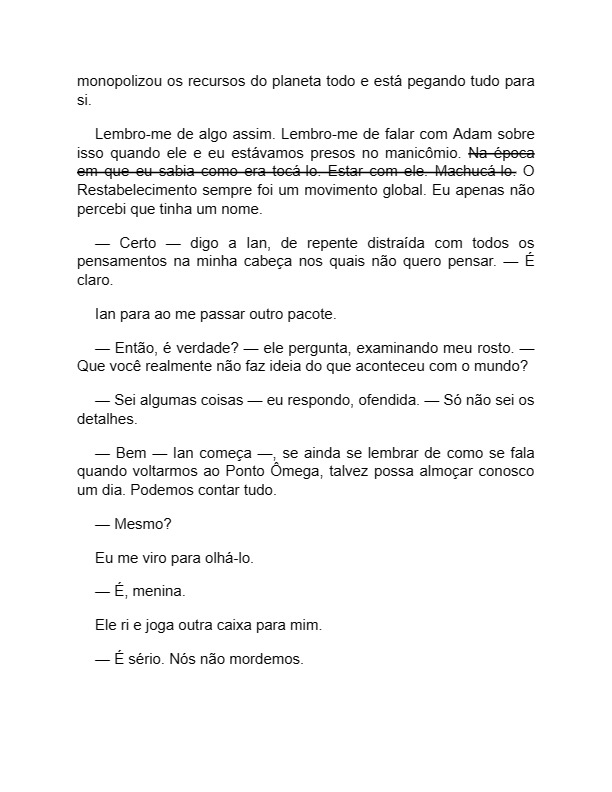 monopolizou os recursos do planeta todo e está pegando tudo para
si.
Lembro-me de algo assim. Lembro-me de falar com Adam sobre
isso quando ele e eu estávamos presos no manicômio. Na época
em que eu sabia como era tocá-lo. Estar com ele. Machucá-lo. O
Restabelecimento sempre foi um movimento global. Eu apenas não
percebi que tinha um nome.
— Certo — digo a Ian, de repente distraída com todos os
pensamentos na minha cabeça nos quais não quero pensar. — É
claro.
Ian para ao me passar outro pacote.
— Então, é verdade? — ele pergunta, examinando meu rosto. —
Que você realmente não faz ideia do que aconteceu com o mundo?
— Sei algumas coisas — eu respondo, ofendida. — Só não sei os
detalhes.
— Bem — Ian começa —, se ainda se lembrar de como se fala
quando voltarmos ao Ponto Ômega, talvez possa almoçar conosco
um dia. Podemos contar tudo.
— Mesmo?
Eu me viro para olhá-lo.
— É, menina.
Ele ri e joga outra caixa para mim.
— É sério. Nós não mordemos.